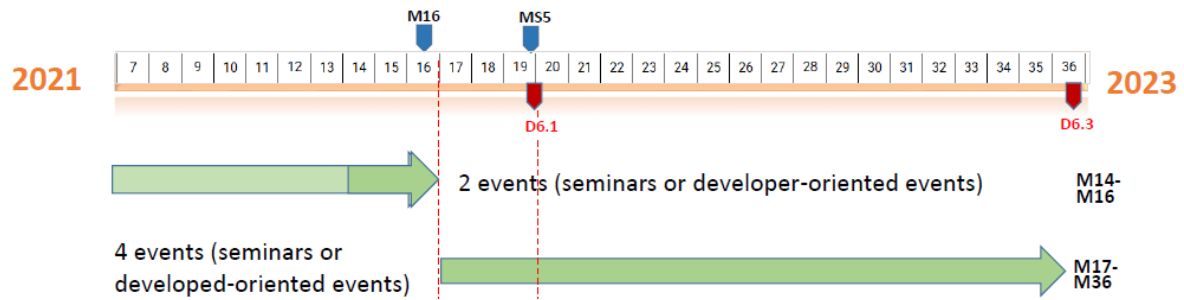 M16 MS5
2021 7 8 9 10 11 12 13 14 15 16 17 18 19 20 21 22 23 24 25 26 27 28 29 30 31 32 33 34 35 36 2023
D6.1 D6.3
2 events (seminars or developer-oriented events) M14-
M16
4 events (seminars or
developed-oriented events)
M17-
M36